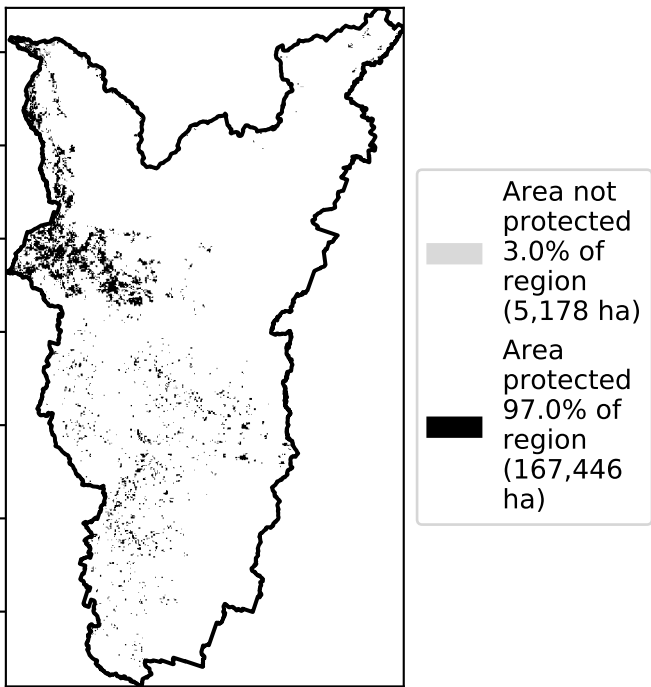 Area not
protected
3.0% of
region
(5,178 ha)
Area
protected
97.0% of
region
(167,446
ha)